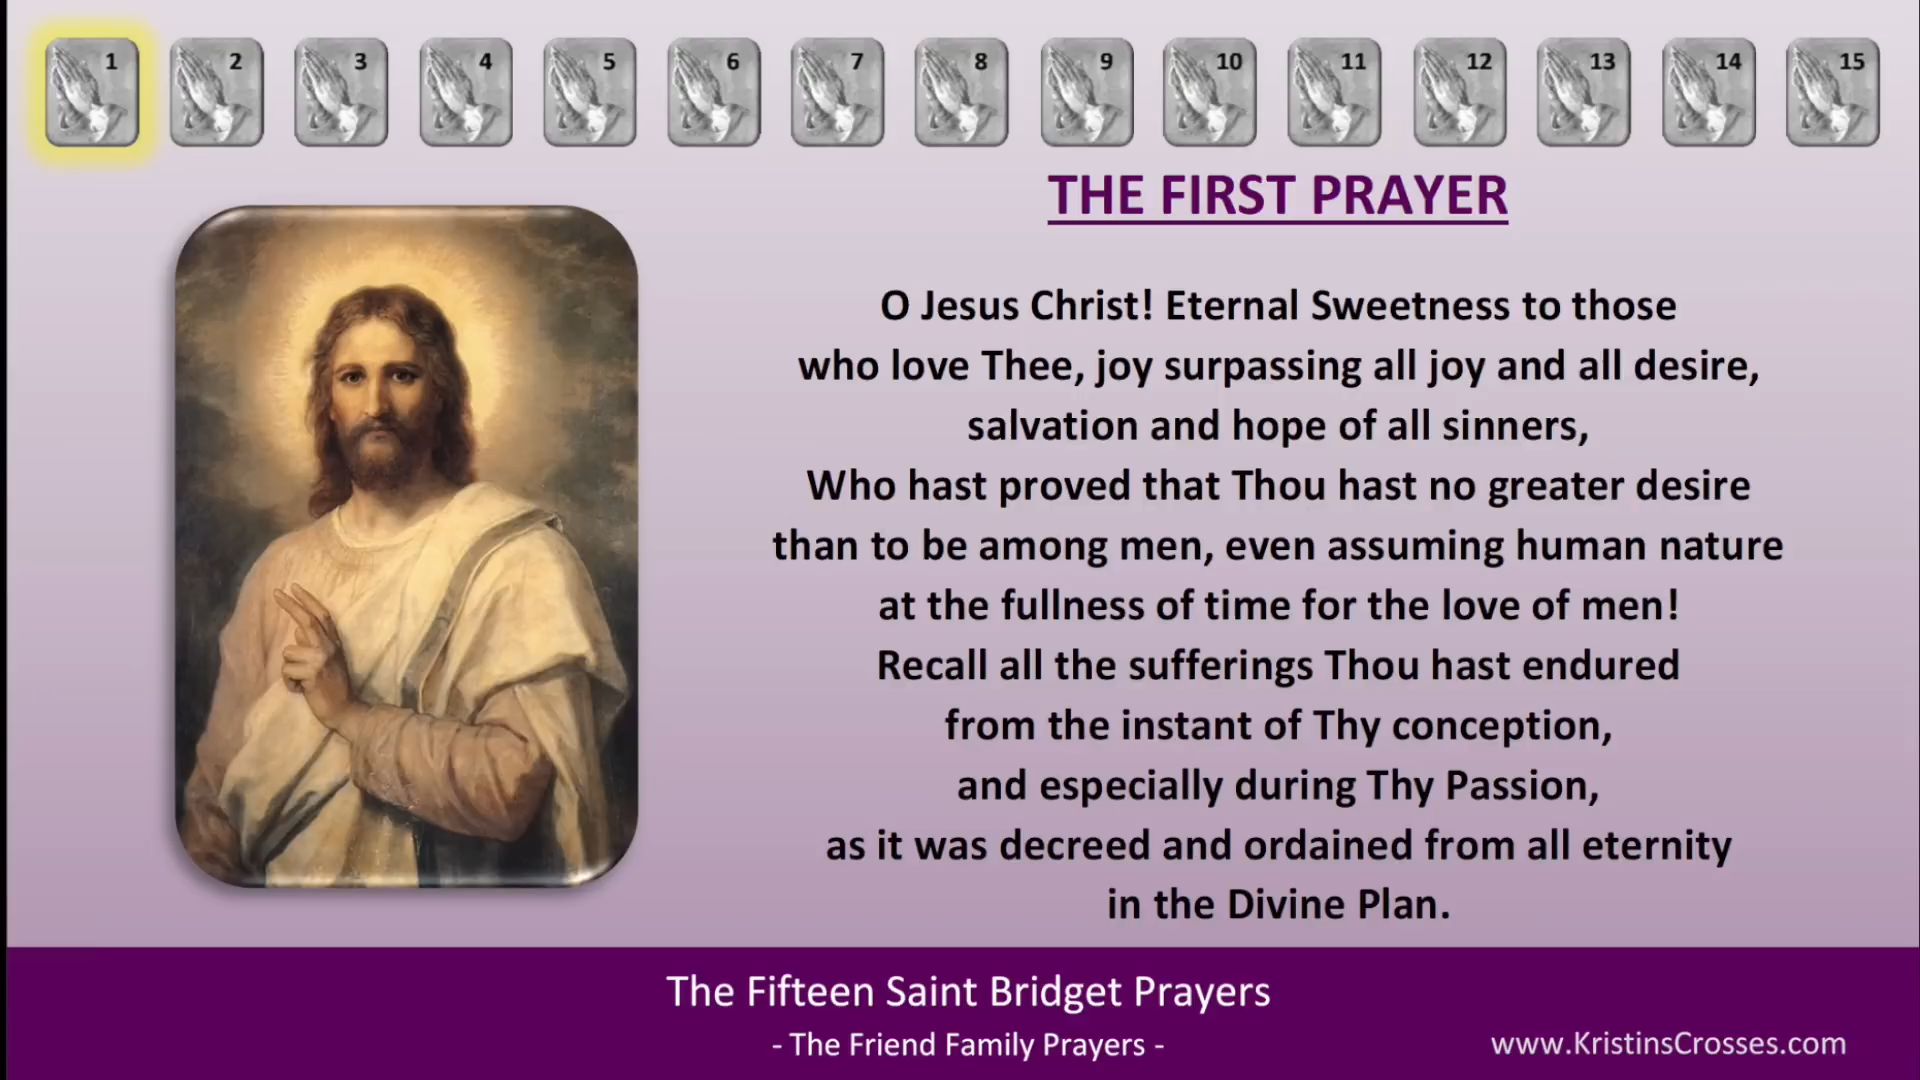 1
2
3
4
5
6
7
8
9
10
11
12
13
14
15
THE FIRST PRAYER
O Jesus Christ! Eternal Sweetness to those
who love Thee, joy surpassing all joy and all desire,
salvation and hope of all sinners,
Who hast proved that Thou hast no greater desire
than to be among men, even assuming human nature
at the fullness of time for the love of men!
Recall all the sufferings Thou hast endured
from the instant of Thy conception,
and especially during Thy Passion,
as it was decreed and ordained from all eternity
in the Divine Plan.
The Fifteen Saint Bridget Prayers
- The Friend Family Prayers -
www.KristinsCrosses.com